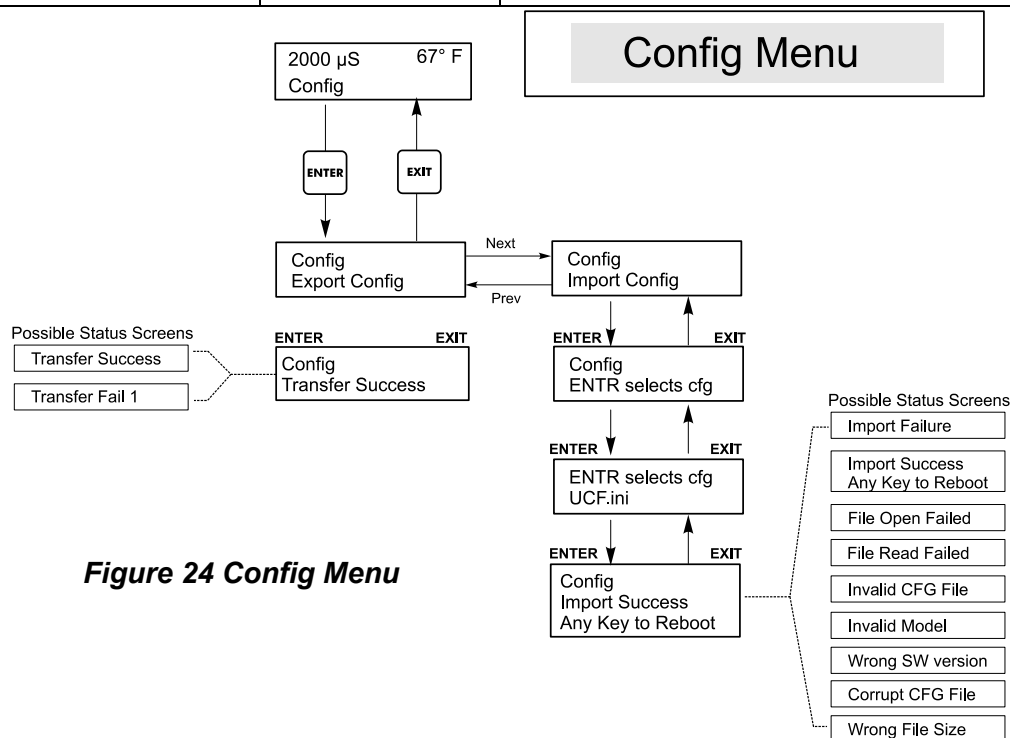 Config Menu
2000 µS 67° F
Config
ENTER EXIT
Config
Export Config
Next
Prev
Config
Import Config
Possible Status Screens
Transfer Success
Transfer Fail 1
ENTER EXIT
Config
Transfer Success
ENTER EXIT
Config
ENTR selects cfg
ENTER EXIT
ENTR selects cfg
UCF.ini
ENTER EXIT
Config
Import Success
Any Key to Reboot
Possible Status Screens
Import Failure
Import Success
Any Key to Reboot
File Open Failed
File Read Failed
Invalid CFG File
Invalid Model
Wrong SW version
Corrupt CFG File
Wrong File Size
Figure 24 Config Menu